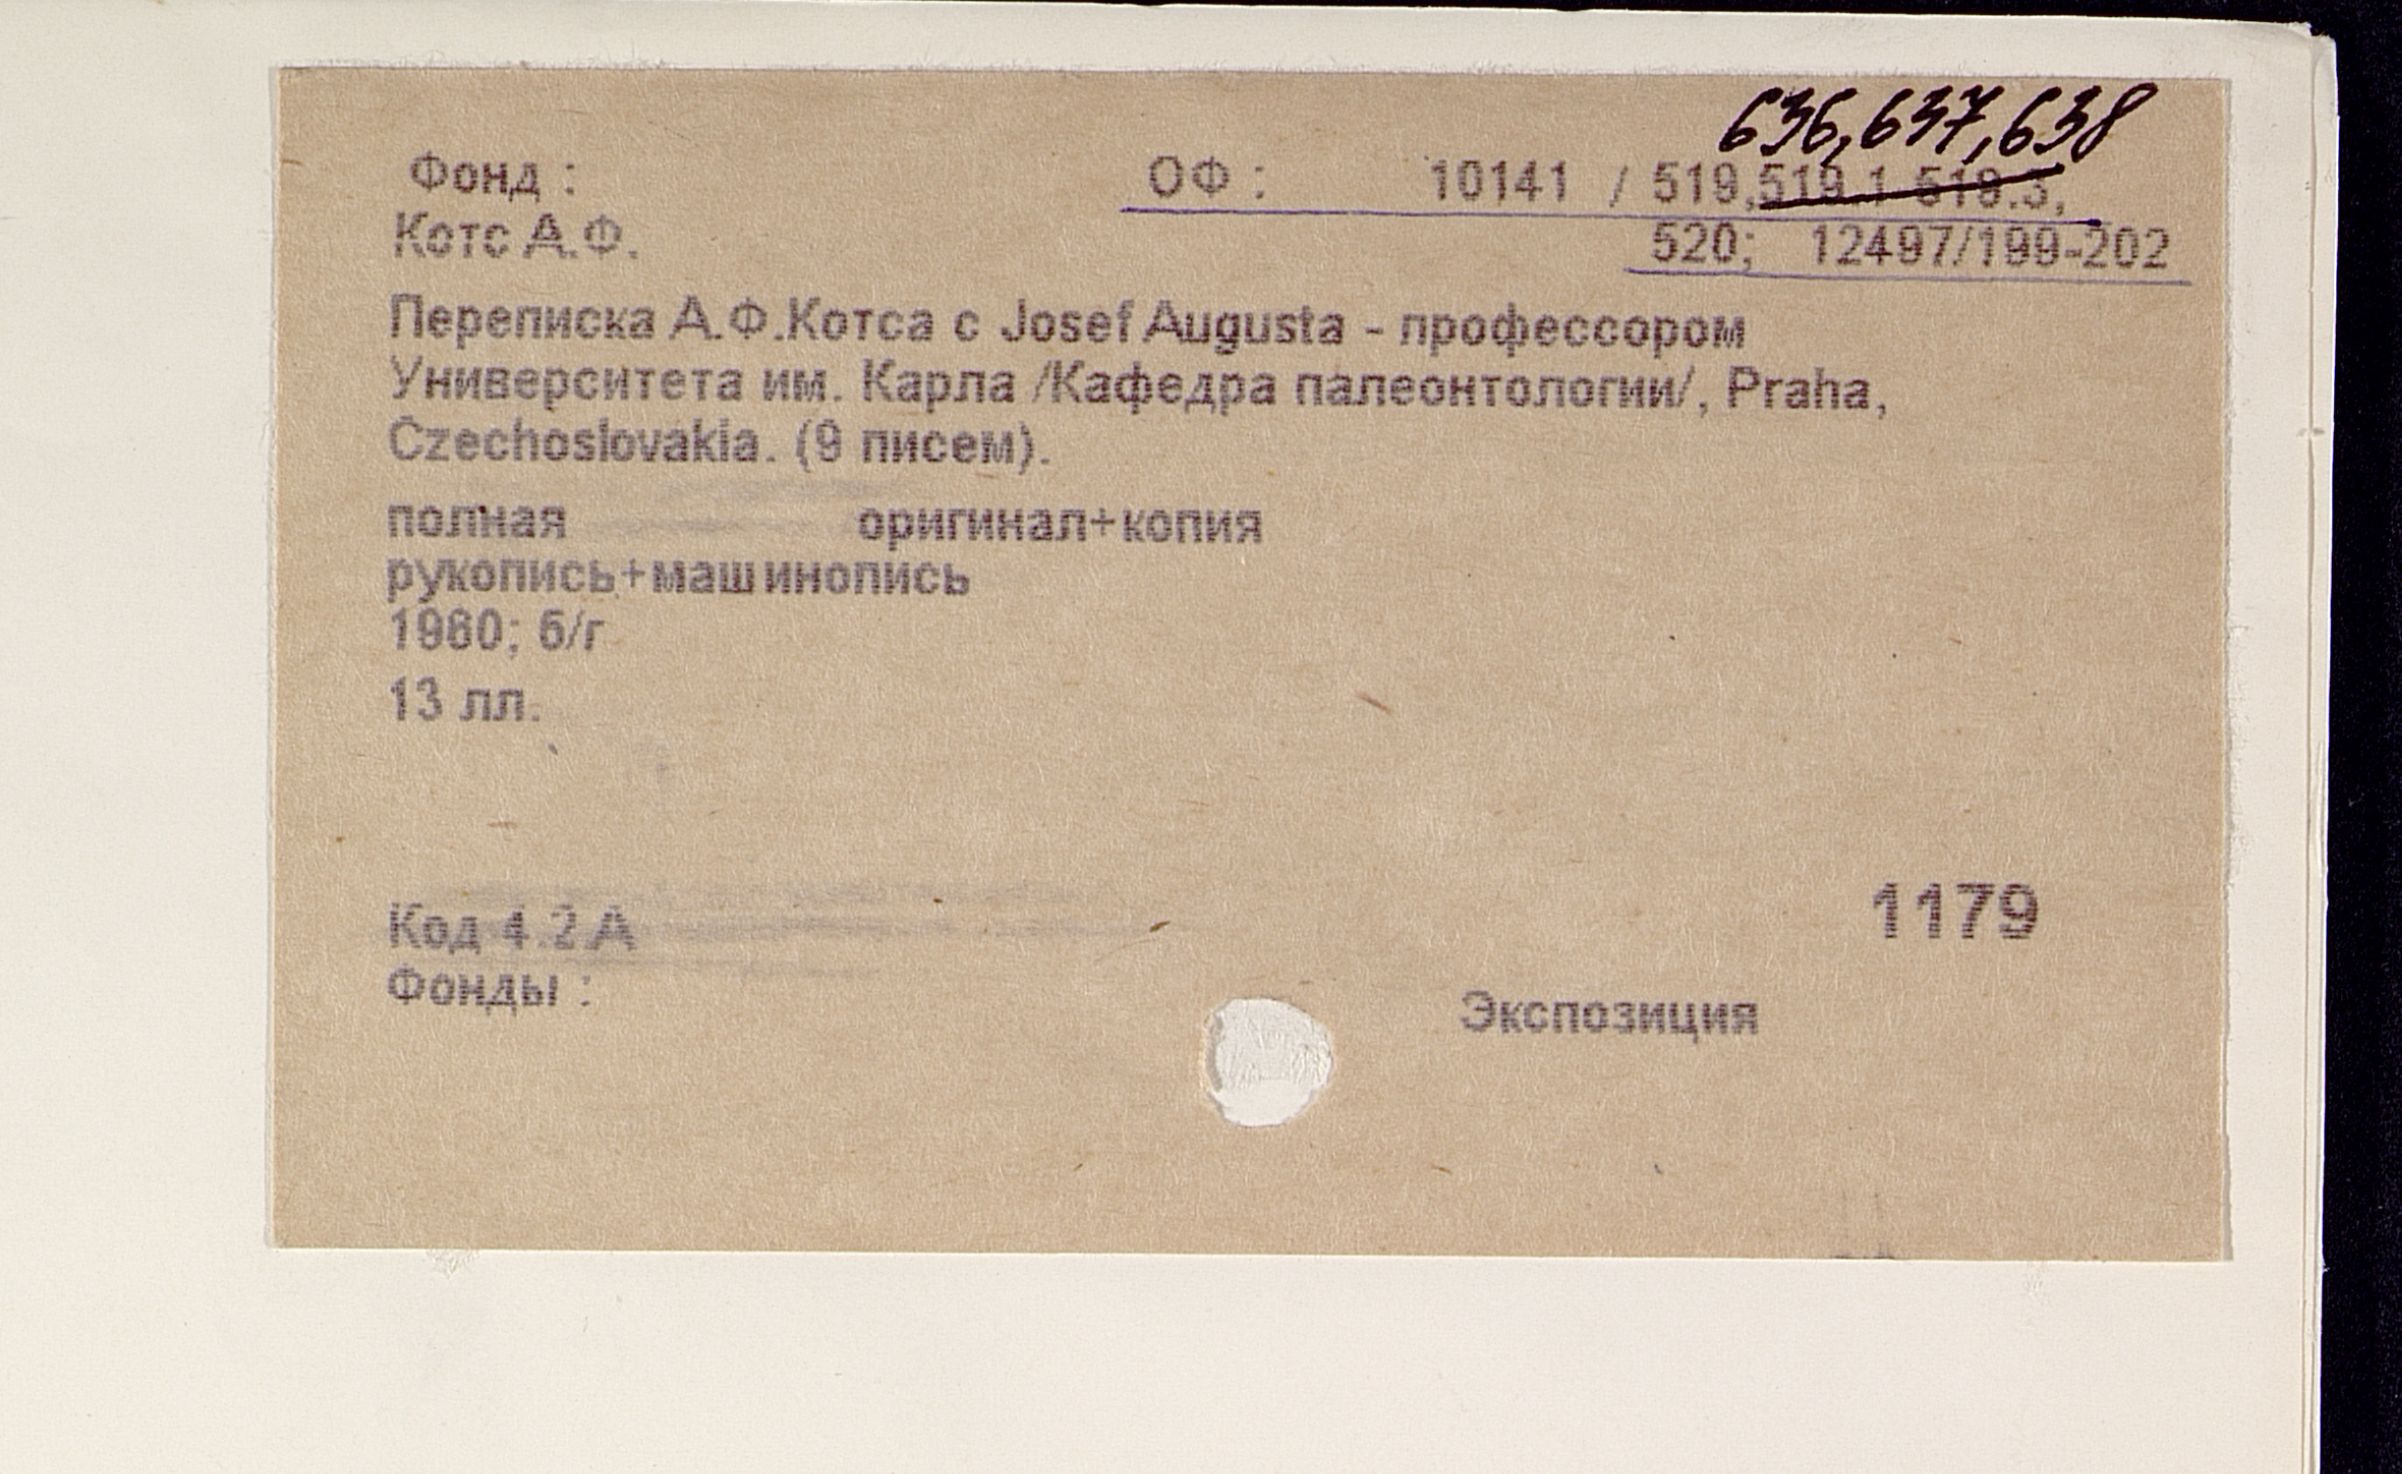 636, 637, 638
Фонд : ОФ : 10141 / 519,519.1-519.3,
Котс А.Ф. 520; 12497/199-202
Переписка А.Ф.Котса с Josef Augusta - профессором
Университета им. Карла /Кафедра палеонтологии/, Praha,
Czechoslovakia. (9 писем).
полная оригинал+копия
рукопись+машинопись
1960; б/г
13 лл.
1179
Код 4.2.А
Фонды :
Экспозиция